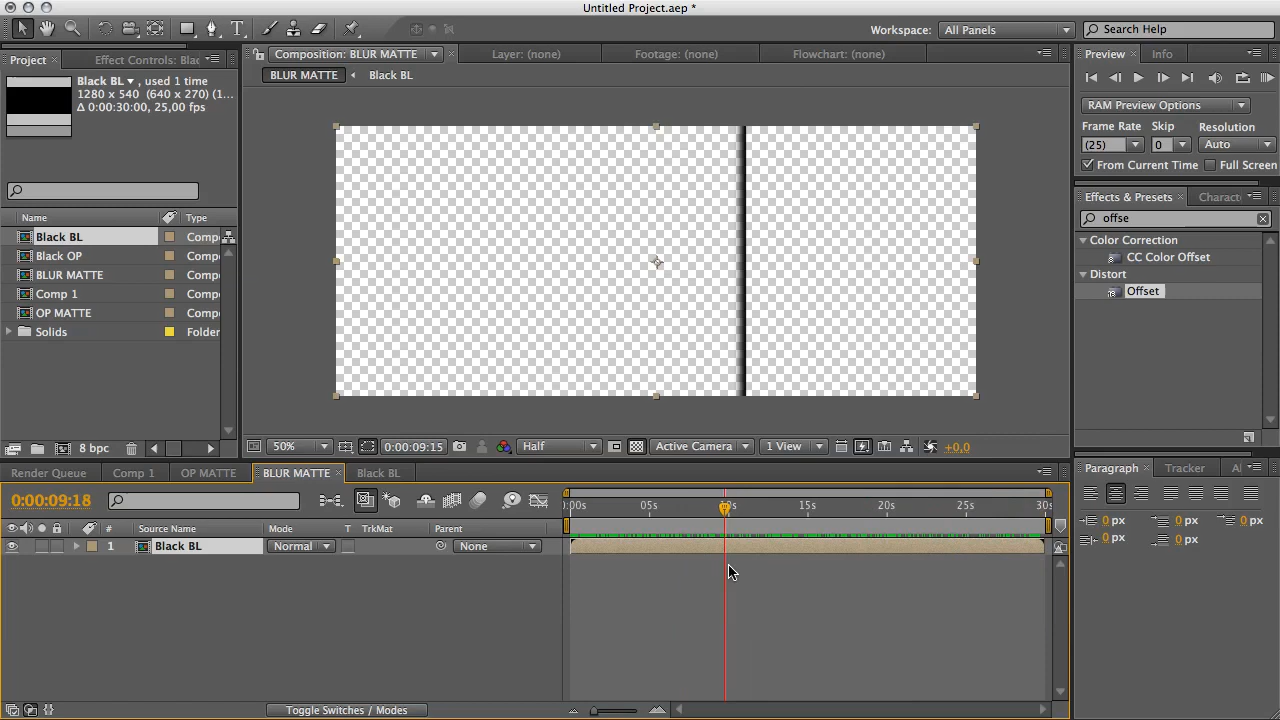 Untitled Project.aep *
Workspace: All Panels
Search Help
Project
Effect Controls: Blac
Composition: BLUR MATTE
Layer: (none)
Footage: (none)
Flowchart: (none)
Preview
Info
BLUR MATTE
Black BL
Black BL , used 1 time
1280 x 540 (640 x 270) (1...
Δ 0:00:30:00, 25,00 fps
RAM Preview Options
Frame Rate
Skip
Resolution
(25)
0
Auto
From Current Time
Full Screen
Effects & Presets
Charact
offse
Color Correction
CC Color Offset
Distort
Offset
Name
Type
Black BL
Compo
Black OP
Compo
BLUR MATTE
Compo
Comp 1
Compo
OP MATTE
Compo
Solids
Folder
8 bpc
50%
0:00:09:15
Half
Active Camera
1 View
+0,0
Render Queue
Comp 1
OP MATTE
BLUR MATTE
Black BL
Paragraph
Tracker
Al
0:00:09:18
:00s
05s
10s
15s
20s
25s
30s
#
Source Name
Mode
T
TrkMat
Parent
1
Black BL
Normal
None
0 px
0 px
0 px
0 px
0 px
Toggle Switches / Modes